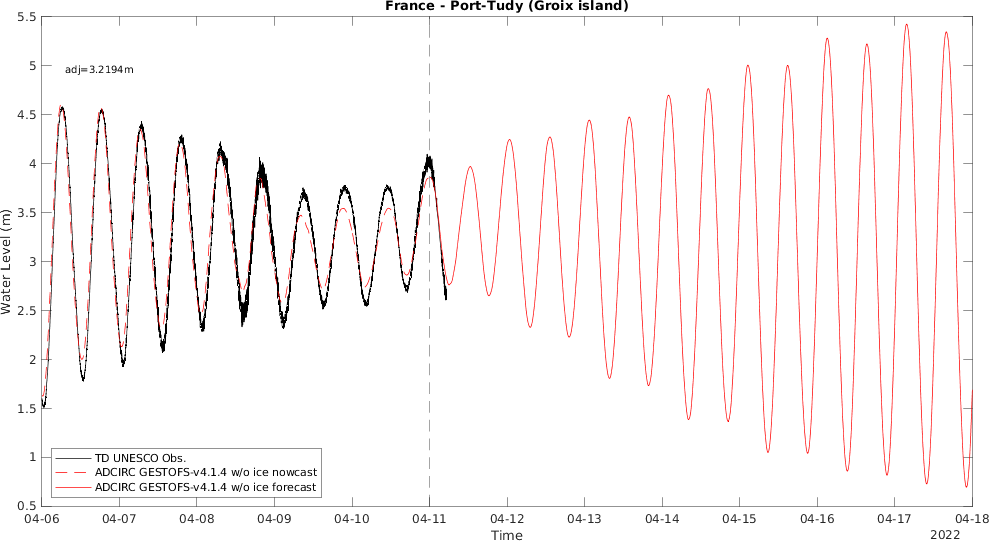 France - Port-Tudy (Groix island)
5.5
5
4.5
4
3.5
3
2.5
2
1.5
1
0.5
Water Level (m)
adj=3.2194m
TD UNESCO Obs.
ADCIRC GESTOFS-v4.1.4 w/o ice nowcast
ADCIRC GESTOFS-v4.1.4 w/o ice forecast
04-06 04-07 04-08 04-09 04-10 04-11 04-12 04-13 04-14 04-15 04-16 04-17 04-18
Time
2022